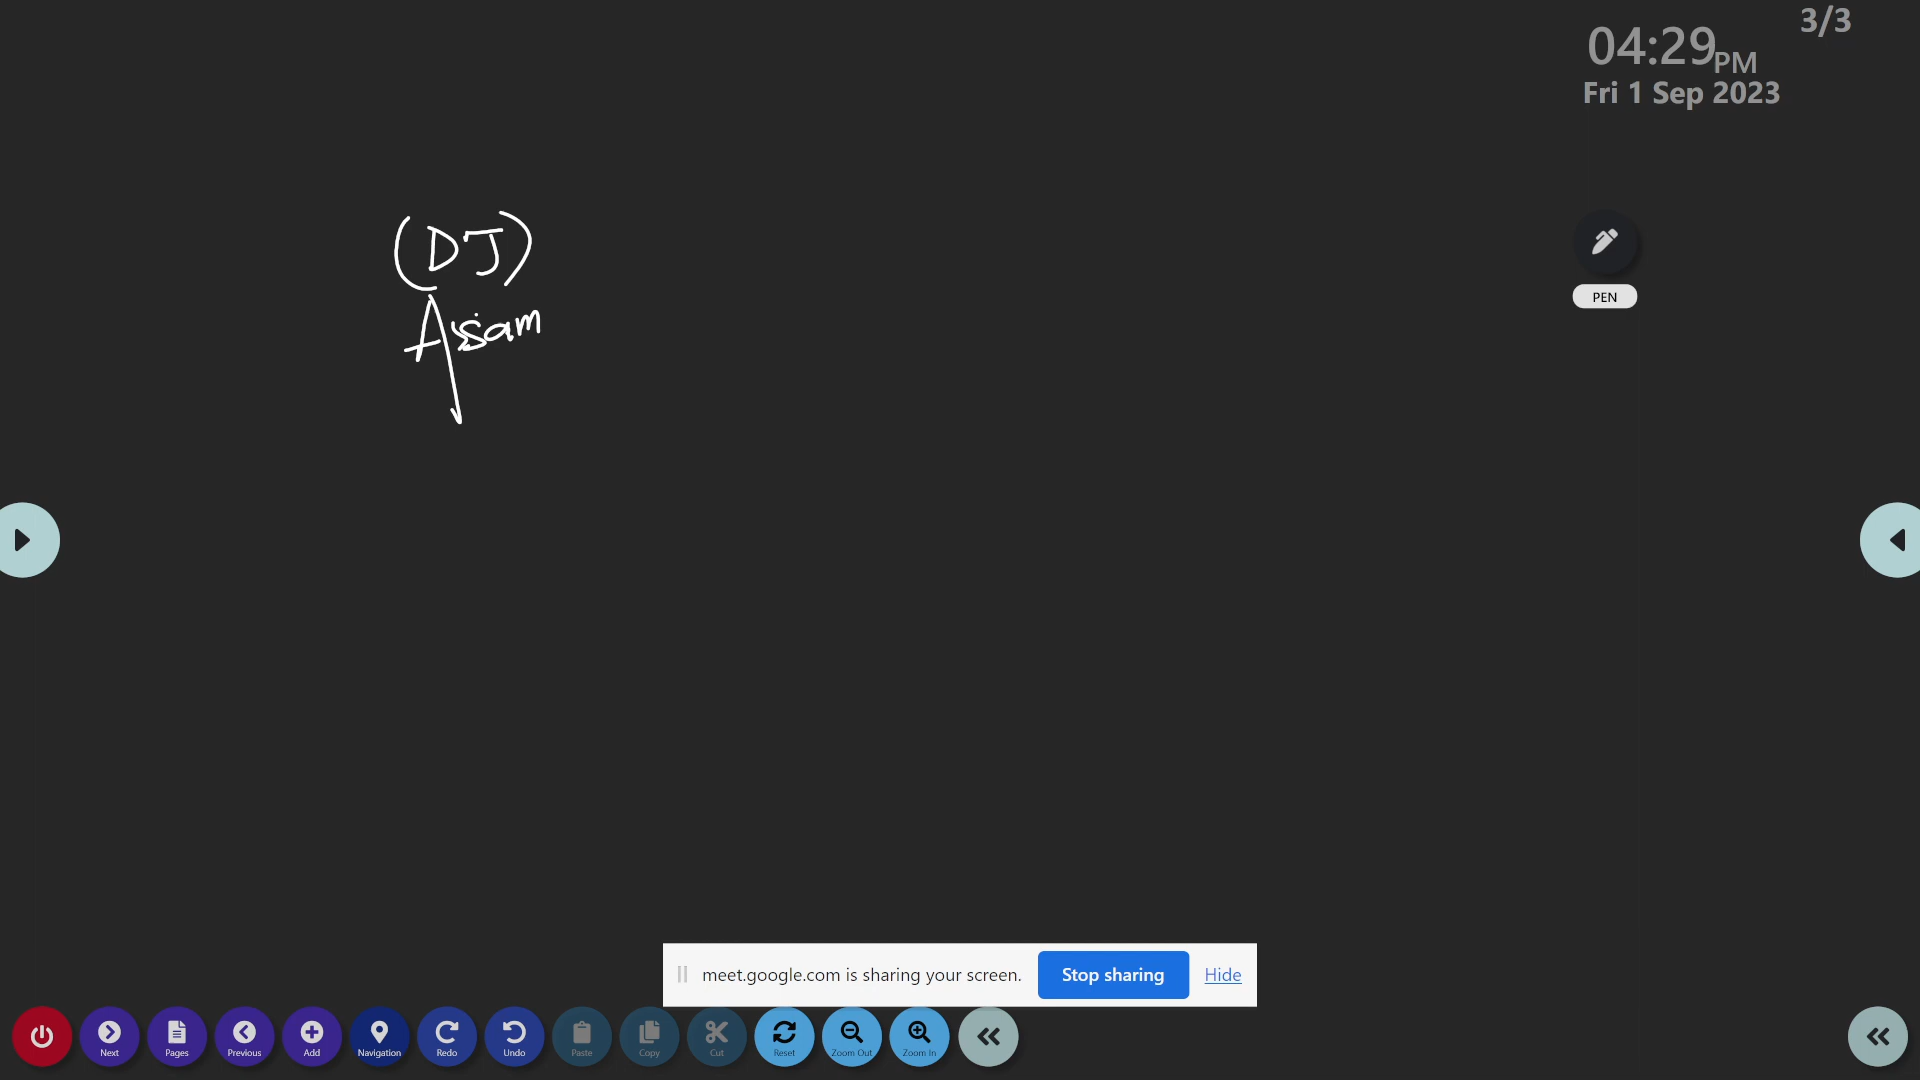 3/3
04:29PM
Fri 1 Sep 2023
(DJ)
Assam
PEN
meet.google.com is sharing your screen. Stop sharing Hide
Next Pages Previous Add Navigation Redo Undo Paste Copy Cut Reset Zoom Out Zoom In